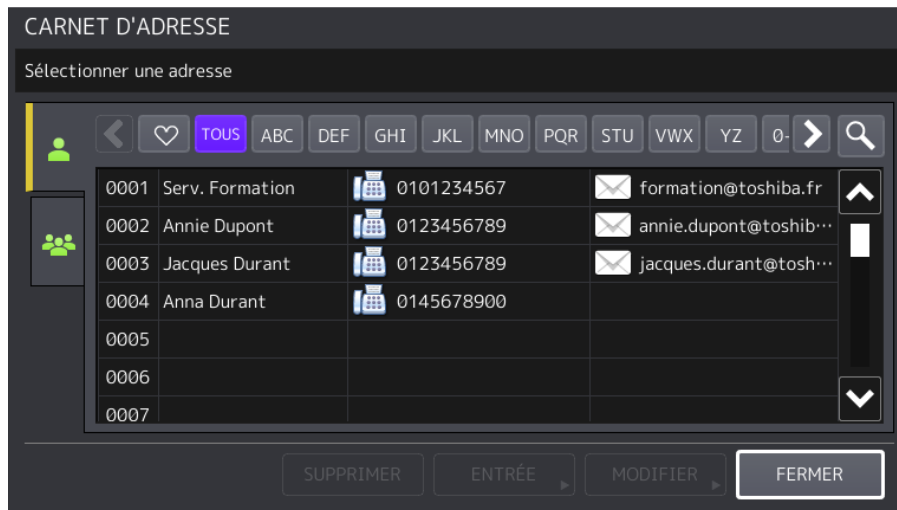 CARNET D'ADRESSE
Sélectionner une adresse
TOUS ABC DEF GHI JKL MNO PQR STU VWX YZ 0-
0001 Serv. Formation 0101234567 formation@toshiba.fr
0002 Annie Dupont 0123456789 annie.dupont@toshib···
0003 Jacques Durant 0123456789 jacques.durant@tosh···
0004 Anna Durant 0145678900
0005
0006
0007
SUPPRIMER ENTRÉE MODIFIER FERMER